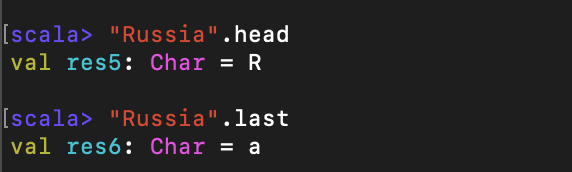 scala> "Russia".head
val res5: Char = R
scala> "Russia".last
val res6: Char = a